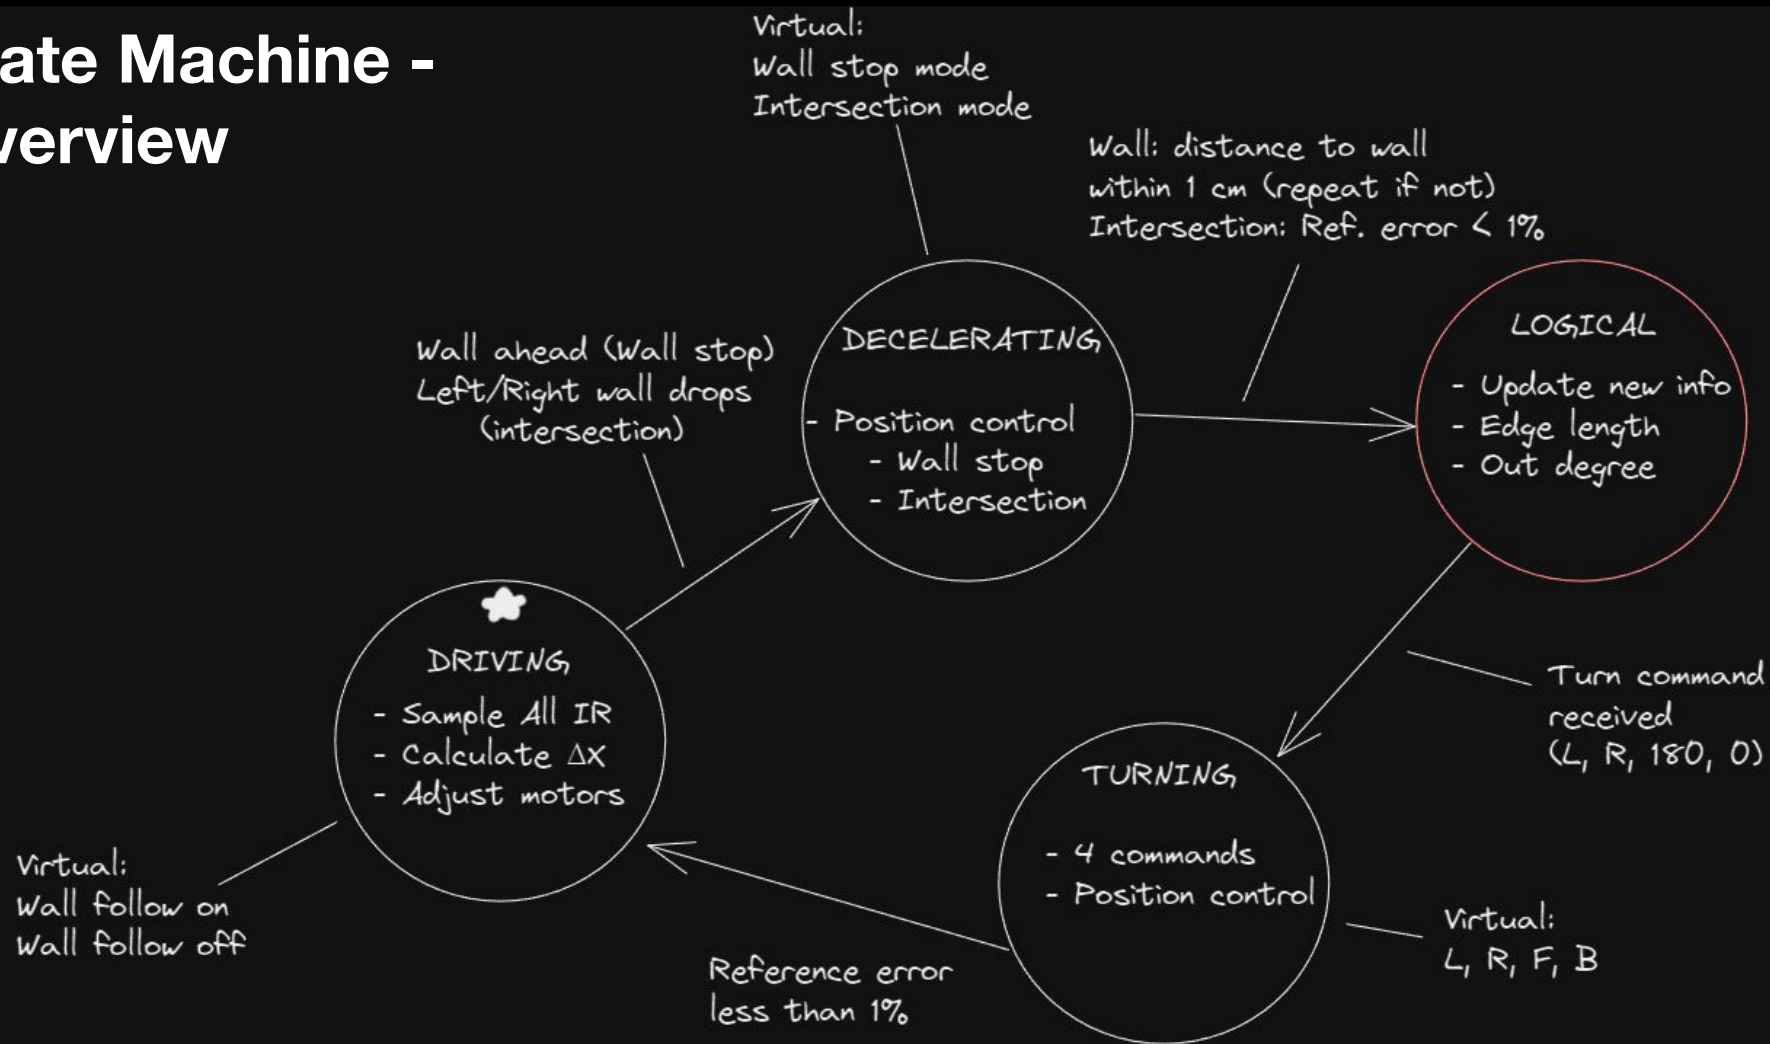 ate Machine -
verview
Virtual:
Wall stop mode
Intersection mode
Wall: distance to wall
within 1 cm (repeat if not)
Intersection: Ref. error < 1%
Wall ahead (Wall stop)
Left/Right wall drops
(intersection)
DECELERATING
- Position control
- Wall stop
- Intersection
LOGICAL
- Update new info
- Edge length
- Out degree
DRIVING
- Sample All IR
- Calculate Δx
- Adjust motors
Turn command
received
(L, R, 180, 0)
TURNING
- 4 commands
- Position control
Virtual:
Wall follow on
Wall follow off
Virtual:
L, R, F, B
Reference error
less than 1%